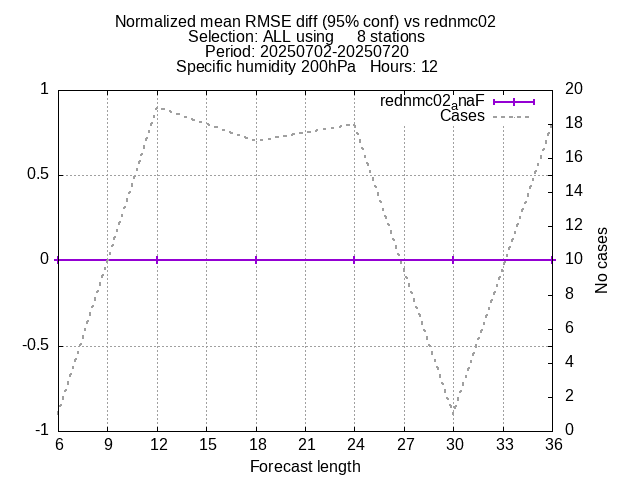 Normalized mean RMSE diff (95% conf) vs rednmc02
Selection: ALL using     8 stations
Period: 20250702-20250720
Specific humidity 200hPa   Hours: 12
rednmc02anaF
Cases
1
0.5
0
-0.5
-1
20
18
16
14
12
10
8
6
4
2
0
No cases
6 9 12 15 18 21 24 27 30 33 36
Forecast length